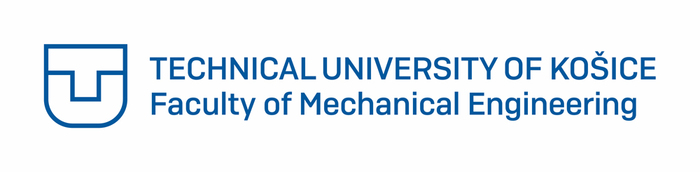 TECHNICAL UNIVERSITY OF KOŠICE
Faculty of Mechanical Engineering